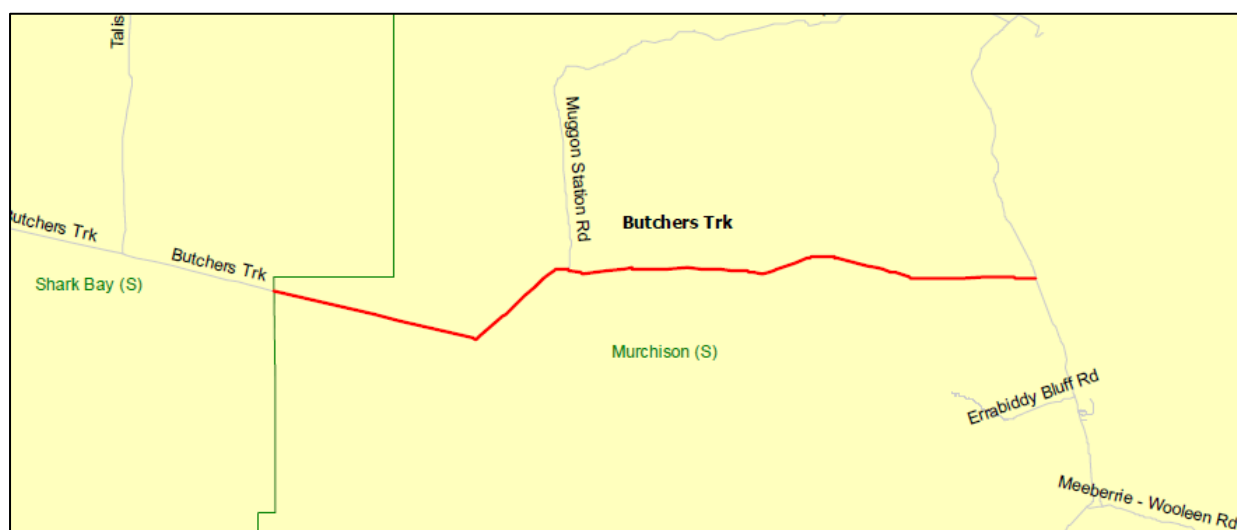 Talis
Muggon Station Rd
Butchers Trk
Butchers Trk
Butchers Trk
Shark Bay (S)
Murchison (S)
Errabiddy Bluff Rd
Meeberrie - Wooleen Rd